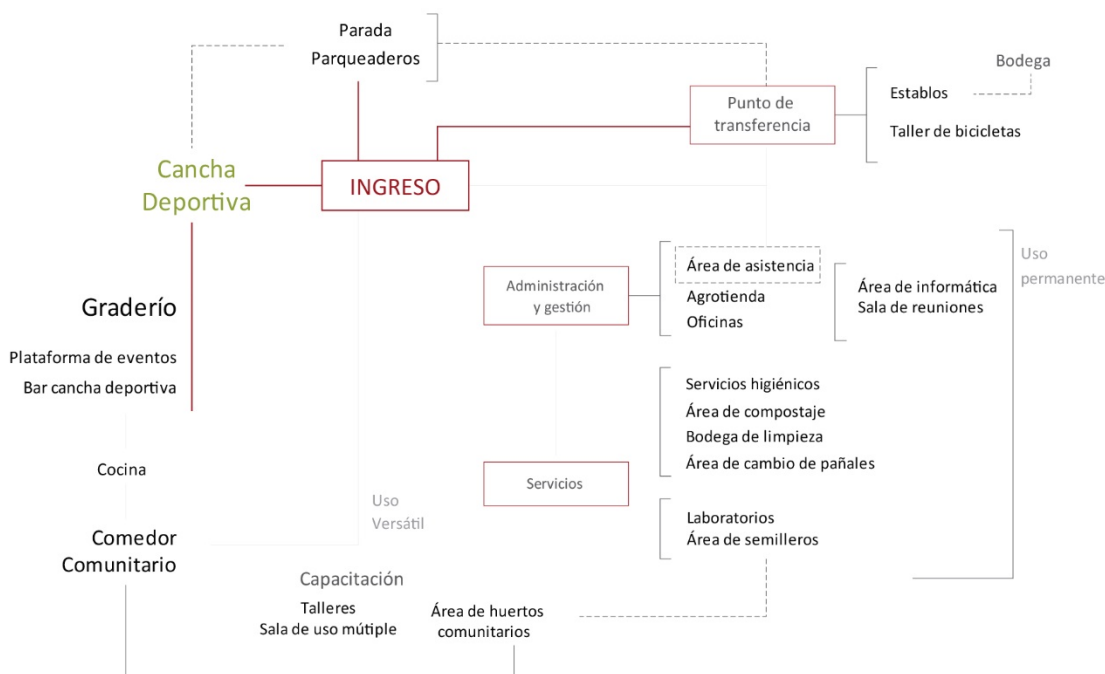 Parada
Parqueaderos
Bodega
Establos
Taller de bicicletas
Punto de
transferencia
Cancha
Deportiva
INGRESO
Uso
permanente
Área de asistencia
Agrotienda
Oficinas
Administración
y gestión
Área de informática
Sala de reuniones
Graderío
Plataforma de eventos
Bar cancha deportiva
Servicios higiénicos
Área de compostaje
Bodega de limpieza
Área de cambio de pañales
Cocina
Servicios
Uso
Versátil
Laboratorios
Área de semilleros
Comedor
Comunitario
Capacitación
Talleres
Sala de uso mútiple
Área de huertos
comunitarios